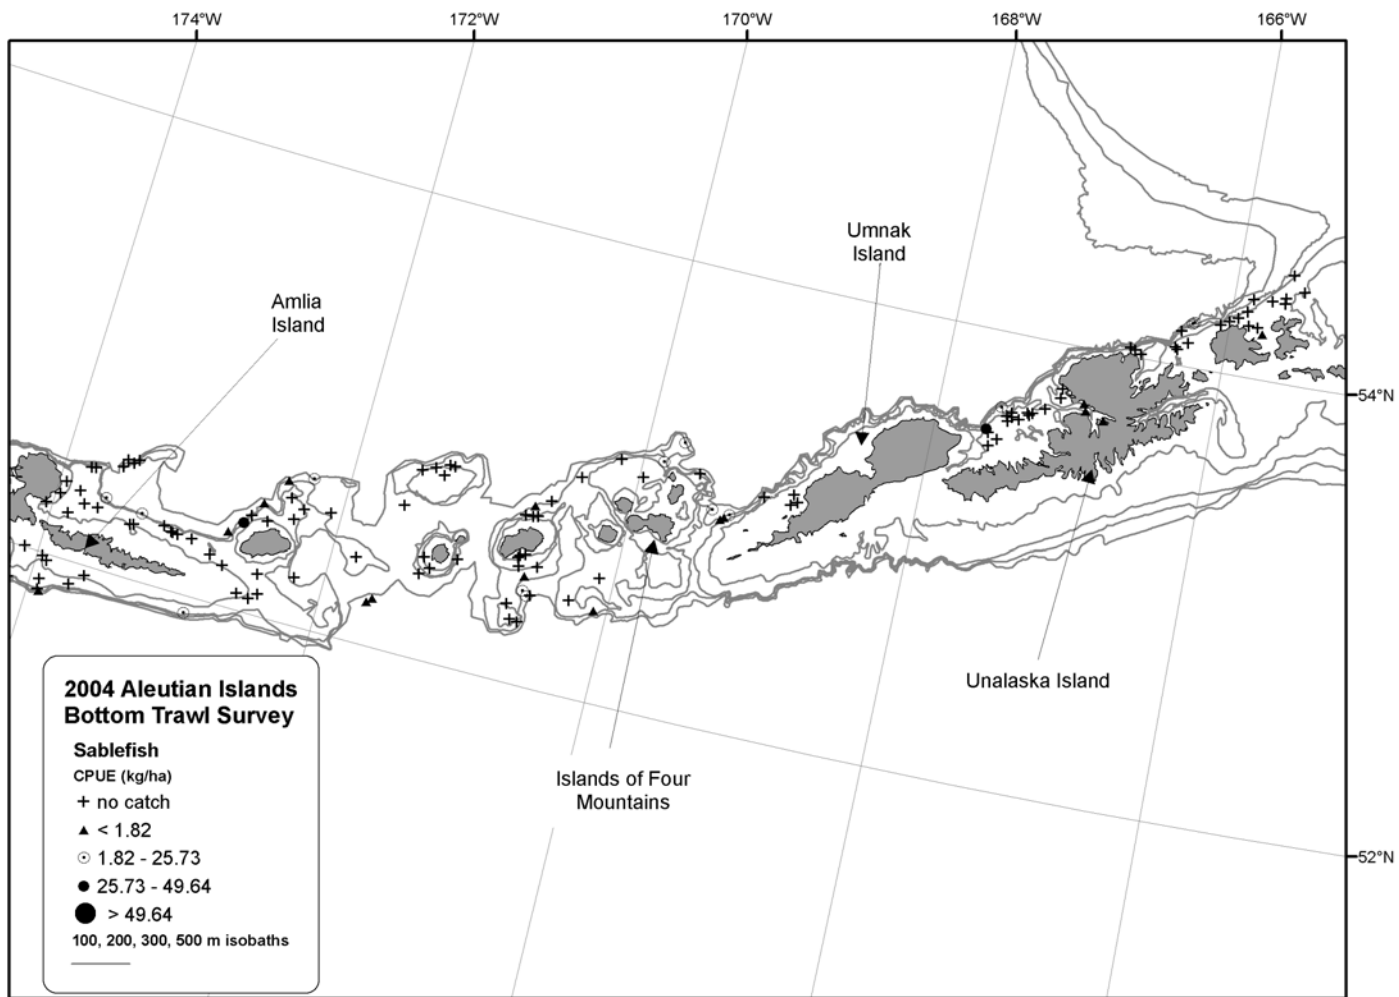 174°W
172°W
170°W
168°W
166°W
Umnak
Island
Amlia
Island
54°N
Unalaska Island
Islands of Four
Mountains
52°N
2004 Aleutian Islands
Bottom Trawl Survey
Sablefish
CPUE (kg/ha)
no catch
< 1.82
1.82 - 25.73
25.73 - 49.64
> 49.64
100, 200, 300, 500 m isobaths